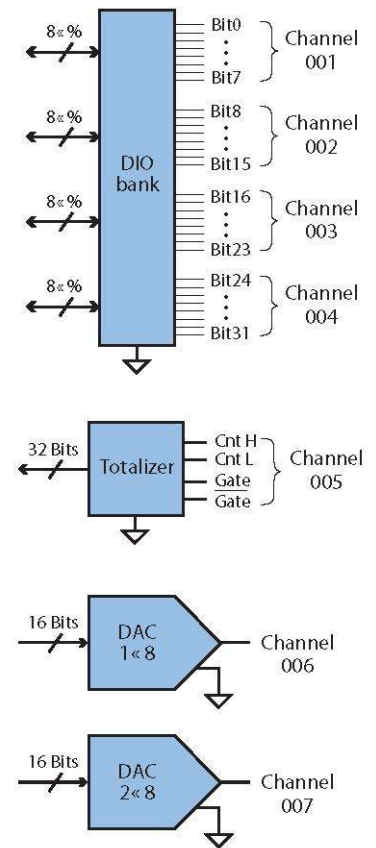 8«%
Bit0
Bit7
Channel
001
8«%
Bit8
Bit15
Channel
002
DIO
bank
8«%
Bit16
Bit23
Channel
003
8«%
Bit24
Bit31
Channel
004
32 Bits
Totalizer
Cnt H
Cnt L
Gate
Gate
Channel
005
16 Bits
DAC
1«8
Channel
006
16 Bits
DAC
2«8
Channel
007